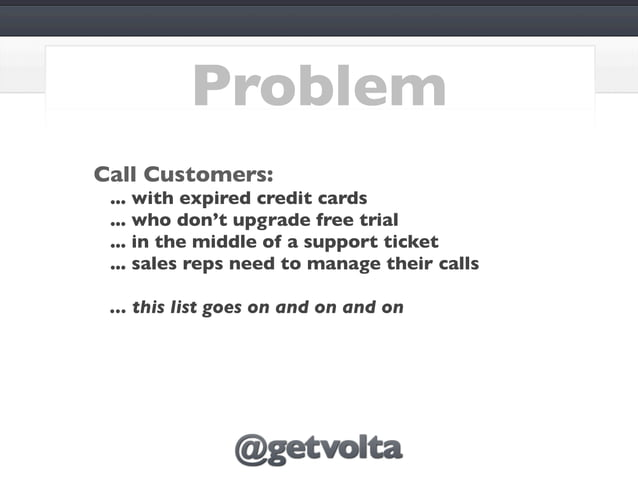 Problem
Call Customers:
... with expired credit cards
... who don’t upgrade free trial
... in the middle of a support ticket
... sales reps need to manage their calls
... this list goes on and on and on
@getvolta